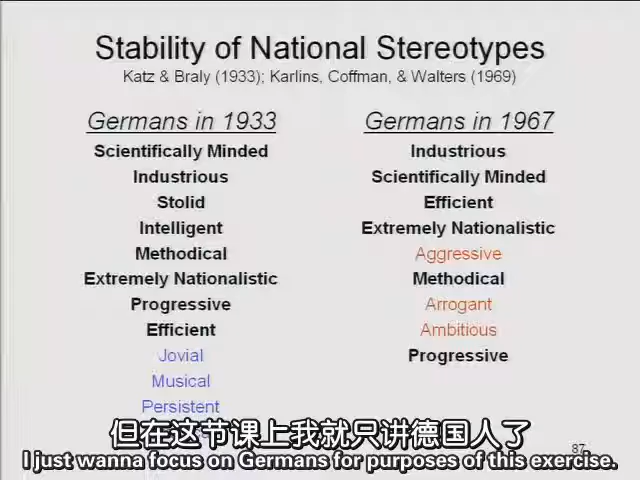 Stability of National Stereotypes
Katz & Braly (1933); Karlins, Coffman, & Walters (1969)
Germans in 1933
Scientifically Minded
Industrious
Stolid
Intelligent
Methodical
Extremely Nationalistic
Progressive
Efficient
Jovial
Musical
Persistent
Germans in 1967
Industrious
Scientifically Minded
Efficient
Extremely Nationalistic
Aggressive
Methodical
Arrogant
Ambitious
Progressive
但在这节课上我就只讲德国人了
87
I just wanna focus on Germans for purposes of this exercise.